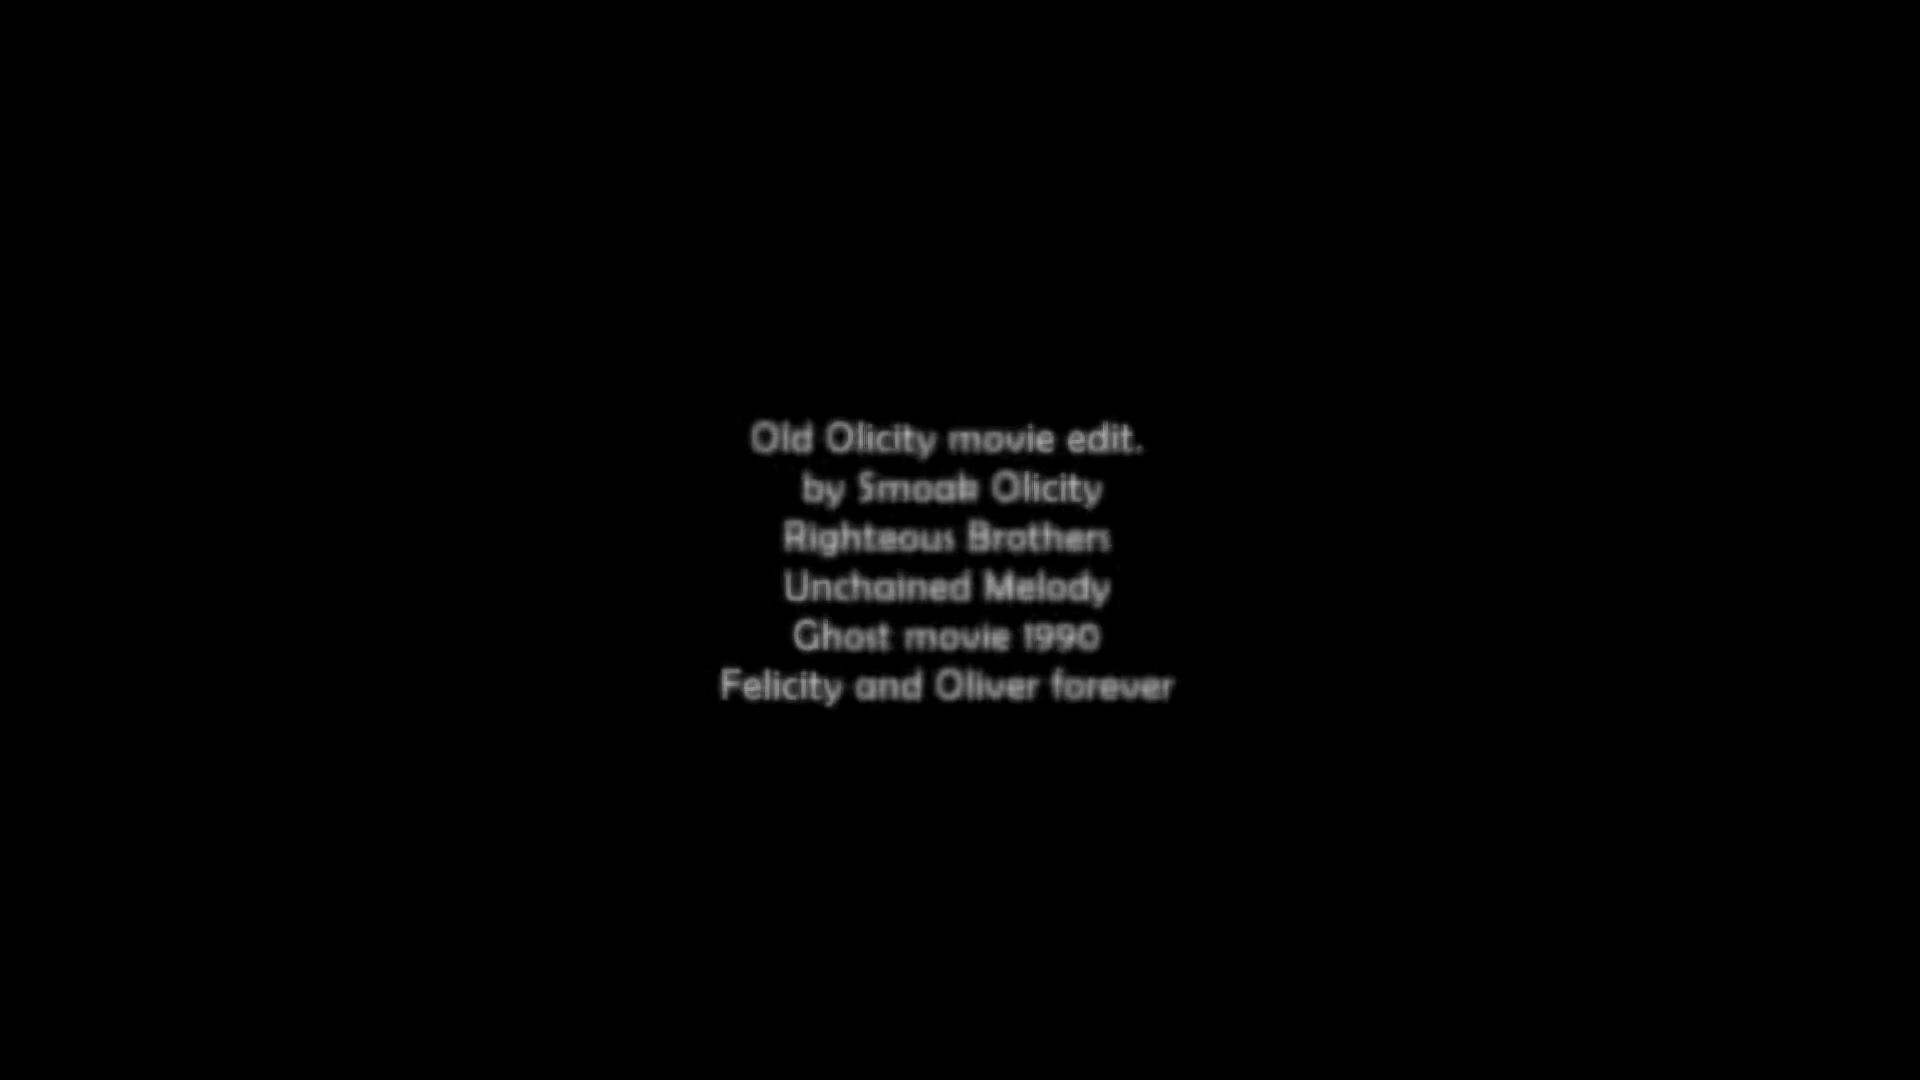 Old Olicity movie edit.
by Smoak Olicity
Righteous Brothers
Unchained Melody
Ghost movie 1990
Felicity and Oliver forever